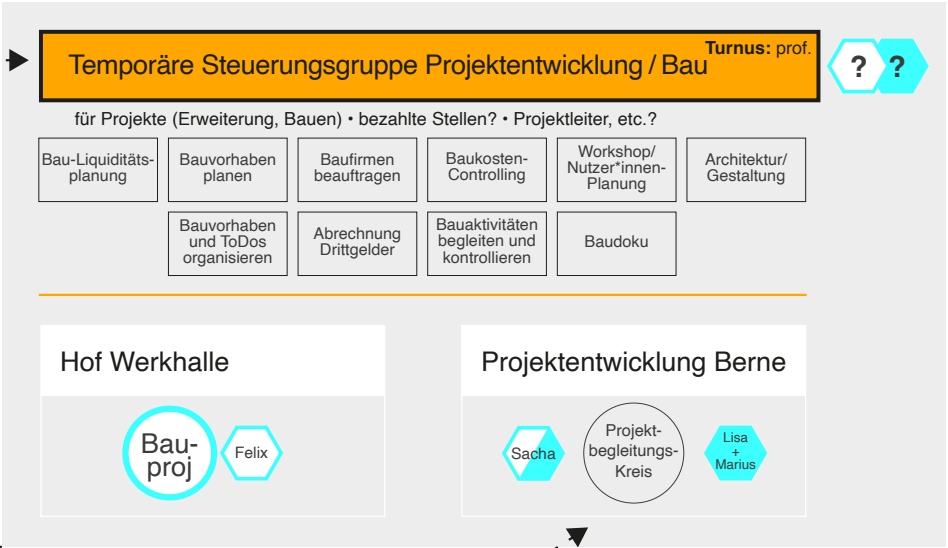 Temporäre Steuerungsgruppe Projektentwicklung / Bau
Turnus: prof.
? ?
für Projekte (Erweiterung, Bauen) • bezahlte Stellen? • Projektleiter, etc.?
Bau-Liquiditäts-
planung
Bauvorhaben
planen
Baufirmen
beauftragen
Baukosten-
Controlling
Workshop/
Nutzer*innen-
Planung
Architektur/
Gestaltung
Bauvorhaben
und ToDos
organisieren
Abrechnung
Drittgelder
Bauaktivitäten
begleiten und
kontrollieren
Baudoku
Hof Werkhalle
Bau-
proj
Felix
Projektentwicklung Berne
Sacha
Projekt-
begleitungs-
Kreis
Lisa
+
Marius